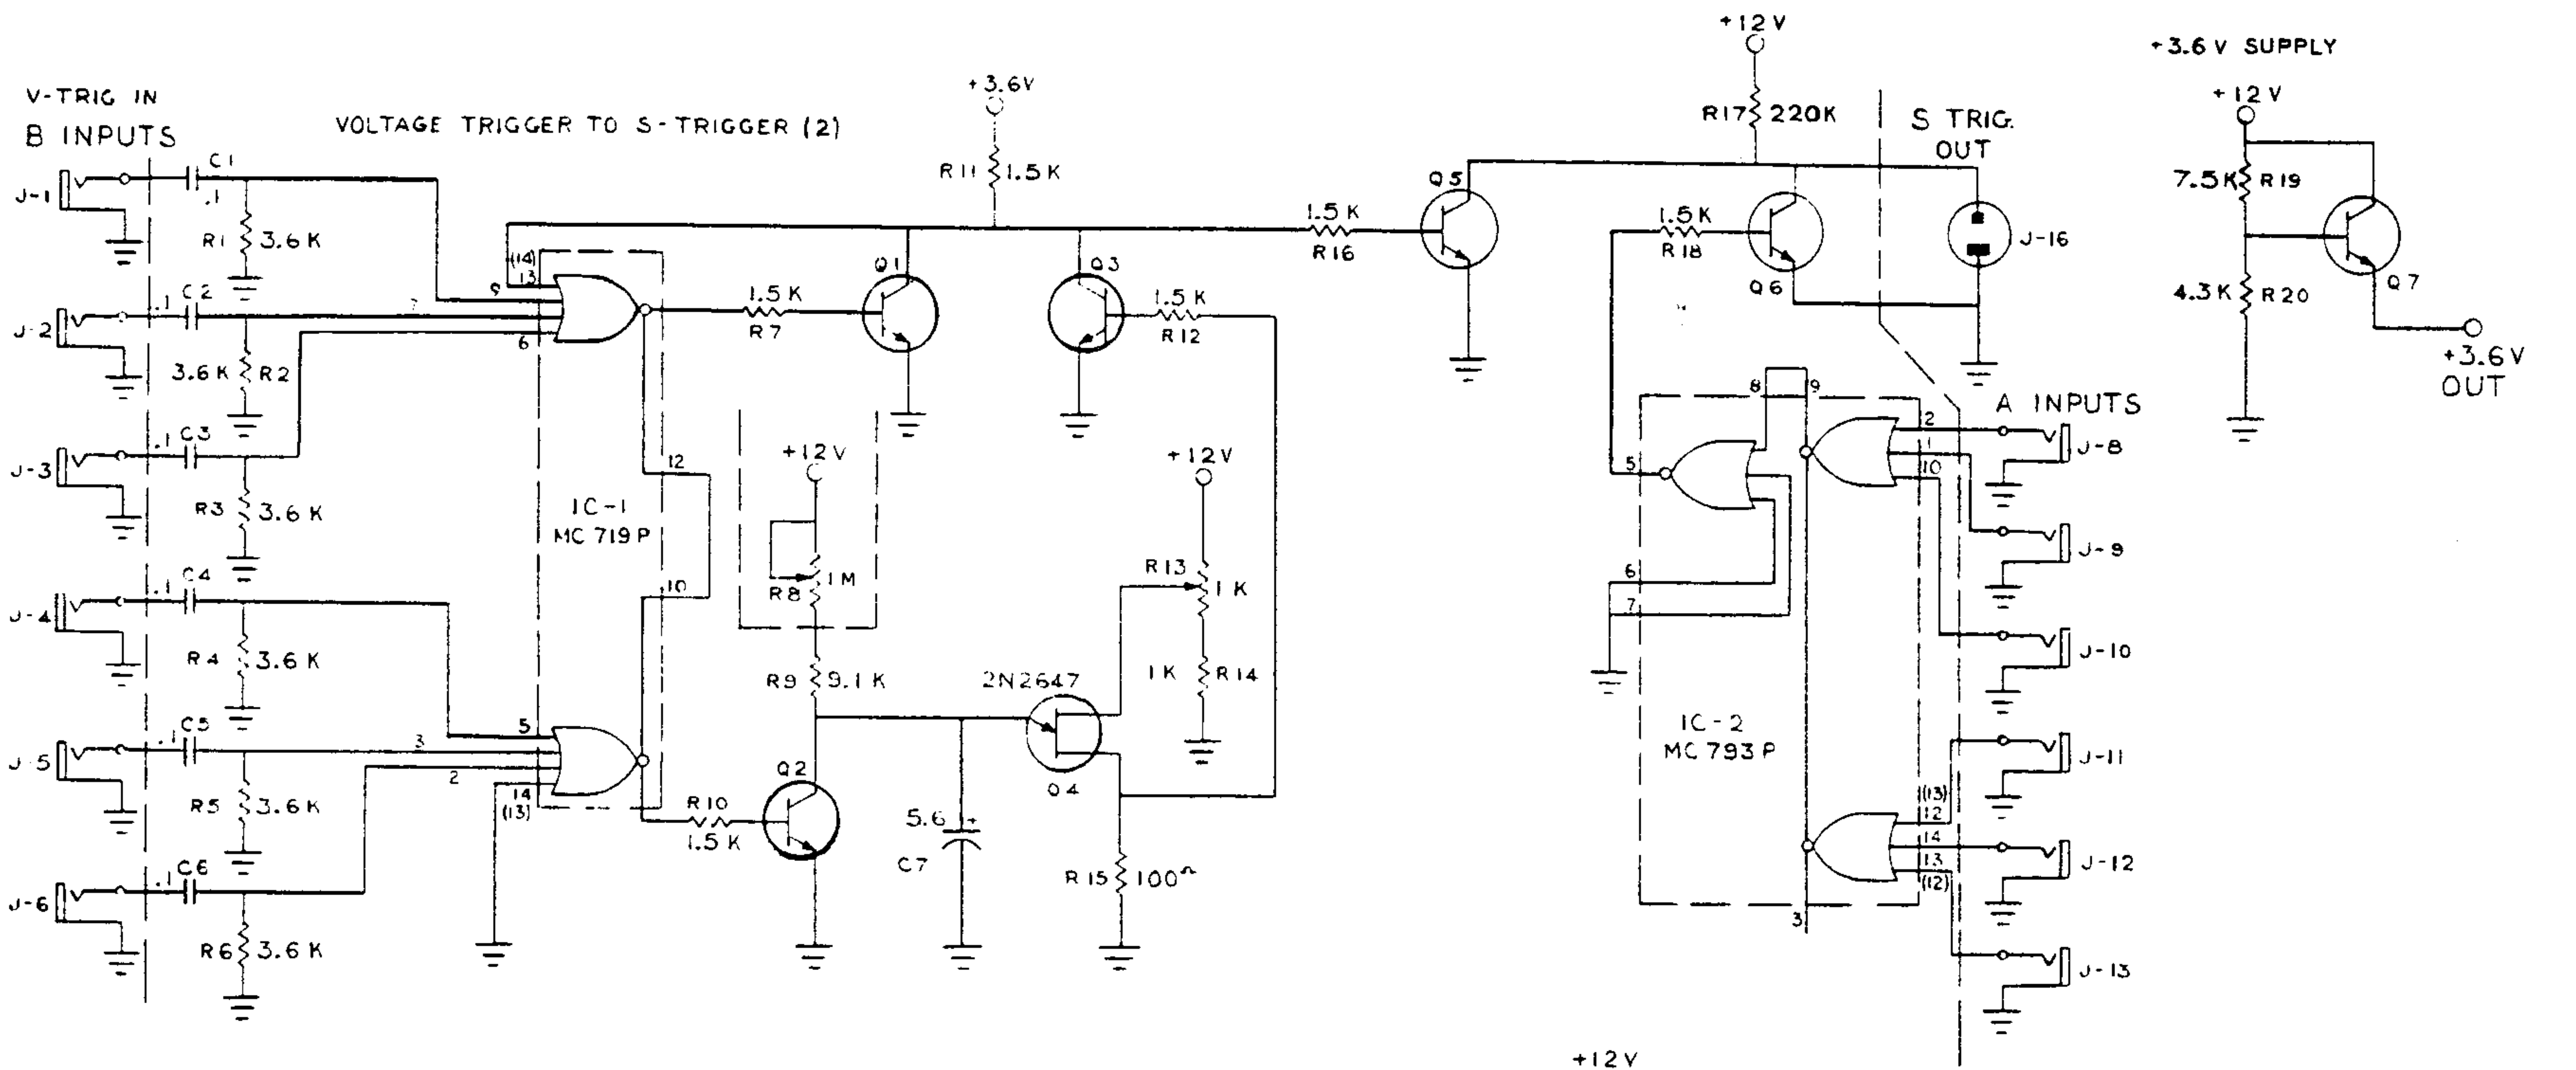 V-TRIG IN
B INPUTS
VOLTAGE TRIGGER TO S-TRIGGER (2)
+3.6V
R11 1.5K
+12V
R17 220K
S TRIG.
OUT
+3.6V SUPPLY
+12V
7.5K R19
4.3K R20
Q7
+3.6V
OUT
J-1
C1
.1
R1 3.6K
J-2
.1 C2
3.6K R2
J-3
.1 C3
R3 3.6K
J-4
.1 C4
R4 3.6K
J-5
.1 C5
R5 3.6K
J-6
.1 C6
R6 3.6K
(14)
13
9
7
6
12
10
IC-1
MC719P
5
3
2
14
(13)
1.5K
R7
Q1
Q3
1.5K
R12
+12V
R8 1M
R9 9.1K
Q2
R10
1.5K
5.6 +
C7
2N2647
Q4
+12V
R13 1K
1K R14
R15 100Ω
1.5K
R16
Q5
1.5K
R18
Q6
J-16
8
9
5
6
7
3
IC-2
MC793P
2
1
10
(13)
12
14
13
(12)
A INPUTS
J-8
J-9
J-10
J-11
J-12
J-13
+12V